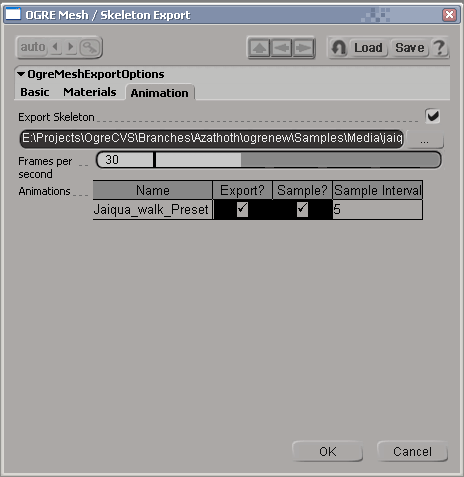 OGRE Mesh / Skeleton Export
auto Load Save ?
OgreMeshExportOptions
Basic Materials Animation
Export Skeleton
E:\Projects\OgreCVS\Branches\Azathoth\ogrenew\Samples\Media\jaiq ...
Frames per second 30
Animations
Name Export? Sample? Sample Interval
Jaiqua_walk_Preset 5
OK Cancel